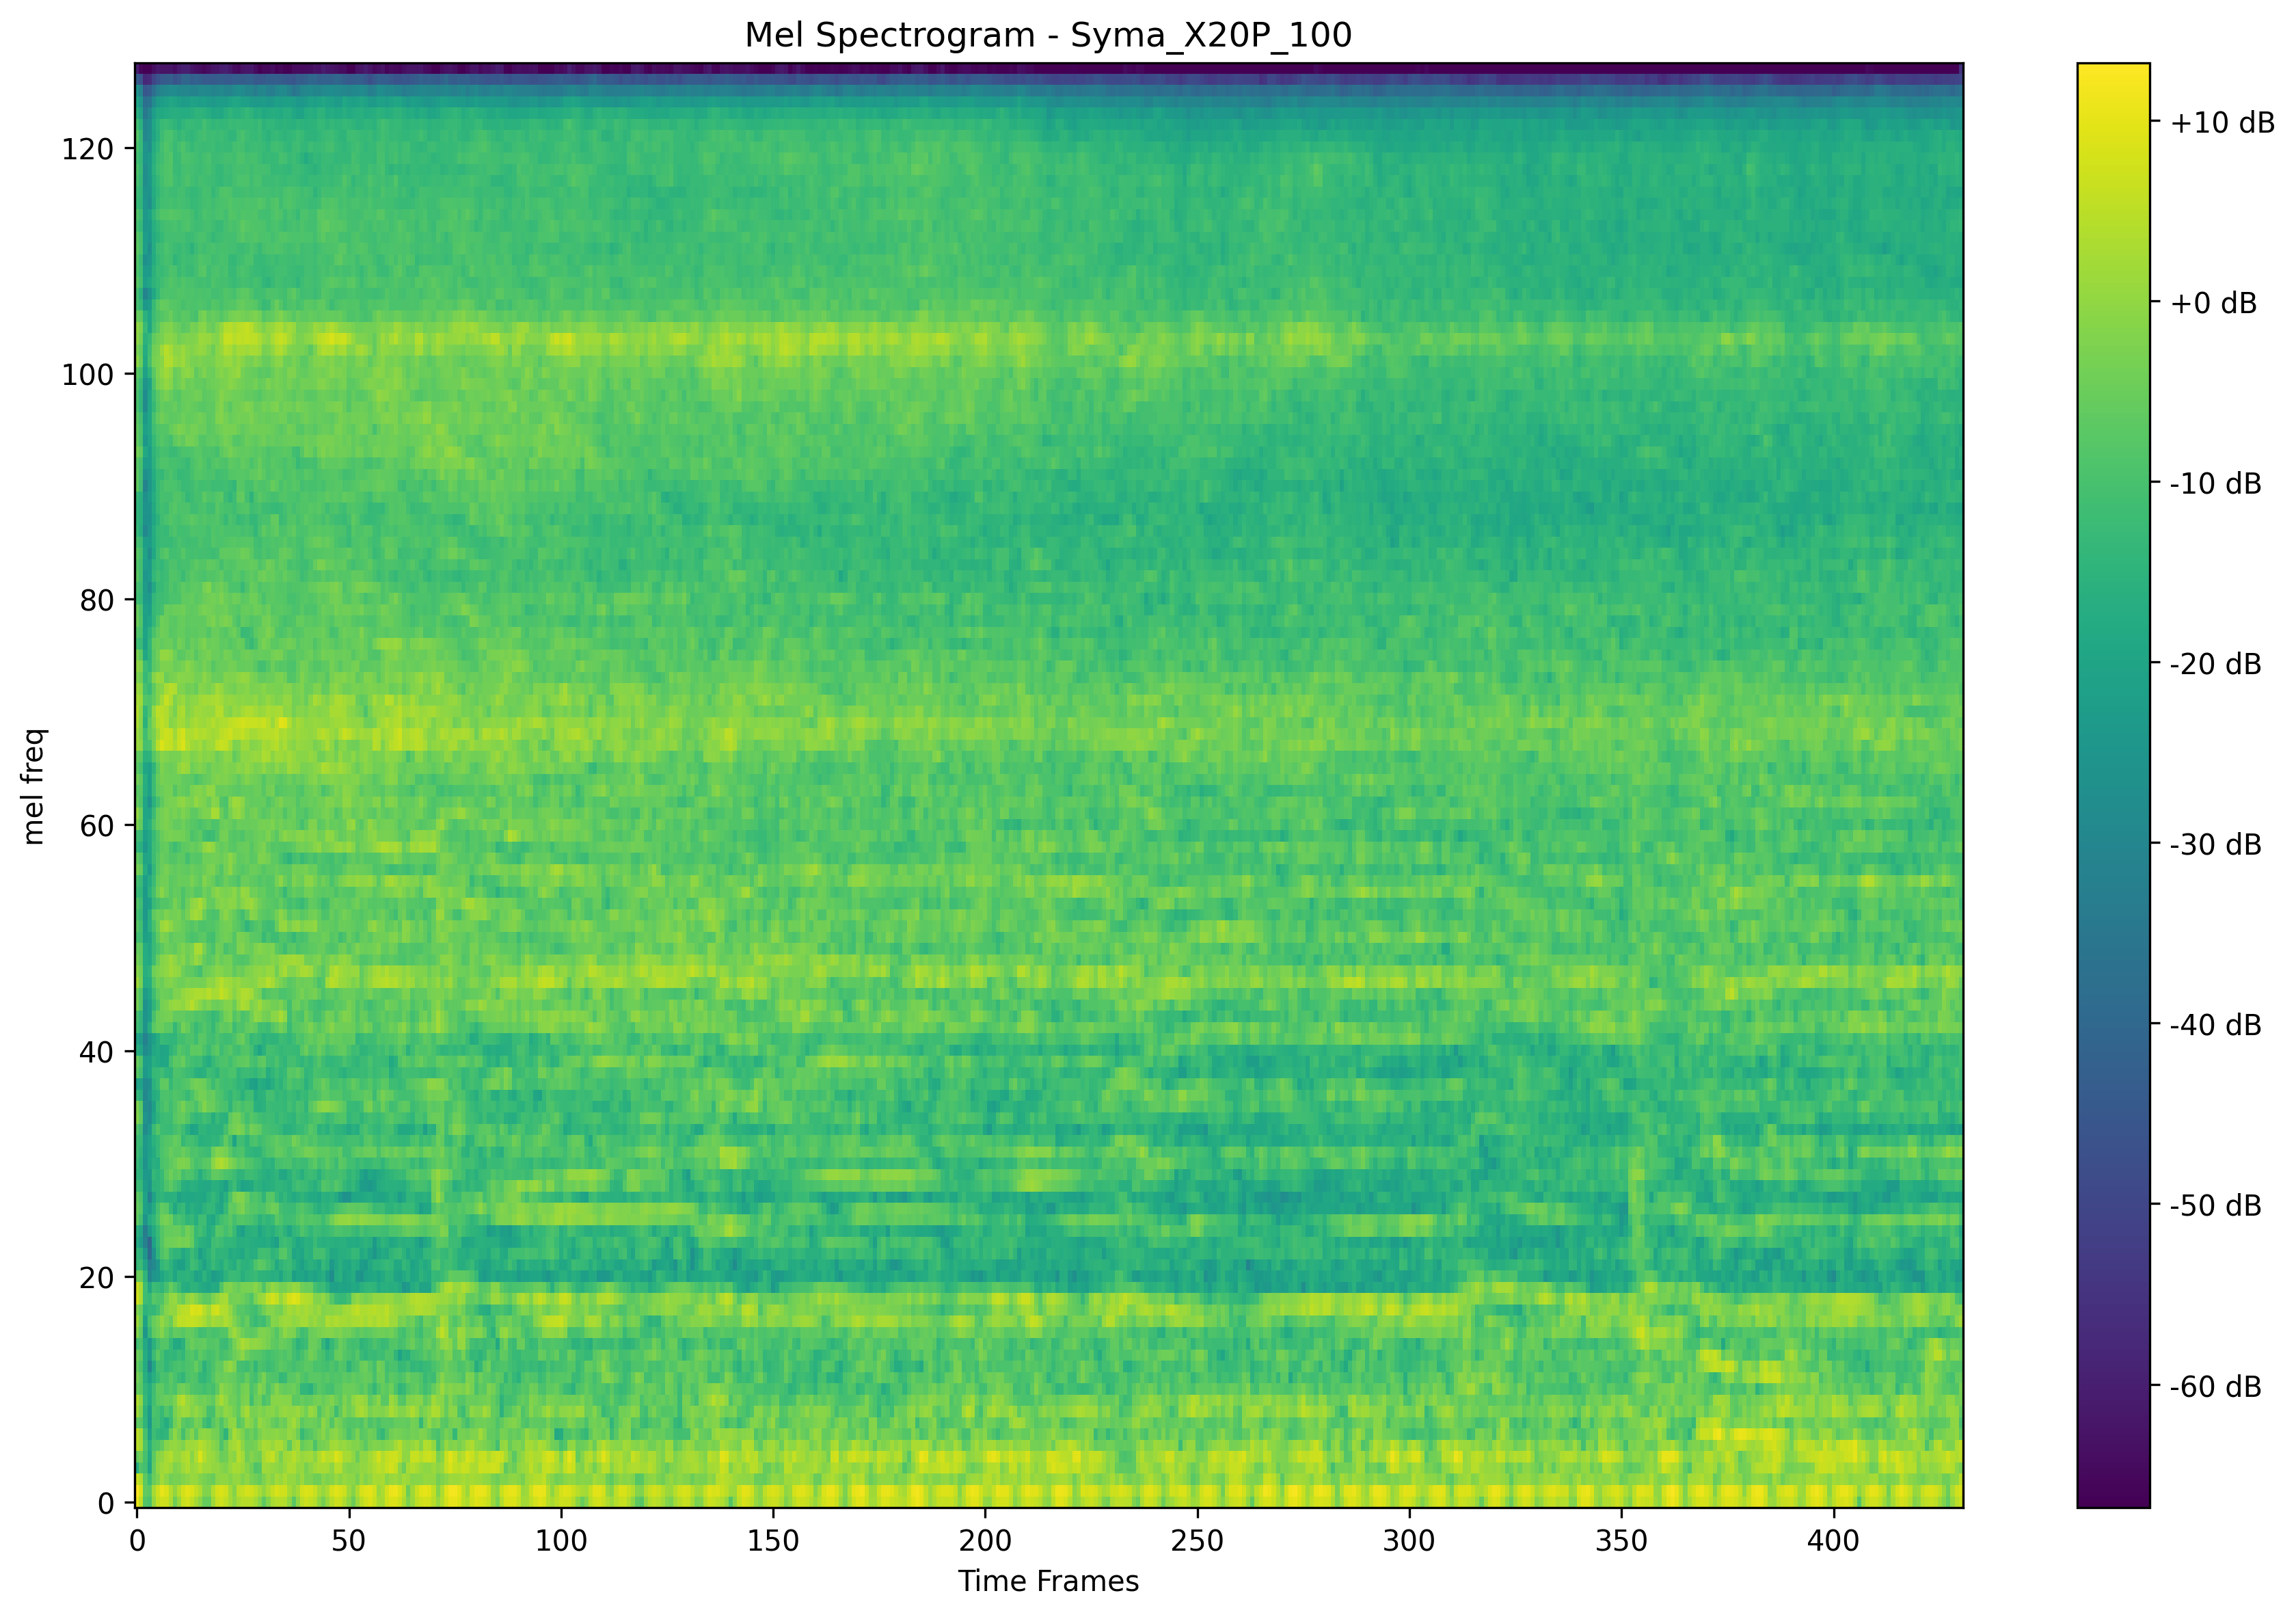 Mel Spectrogram - Syma_X20P_100
mel freq
120
100
80
60
40
20
0
0 50 100 150 200 250 300 350 400
Time Frames
+10 dB
+0 dB
-10 dB
-20 dB
-30 dB
-40 dB
-50 dB
-60 dB